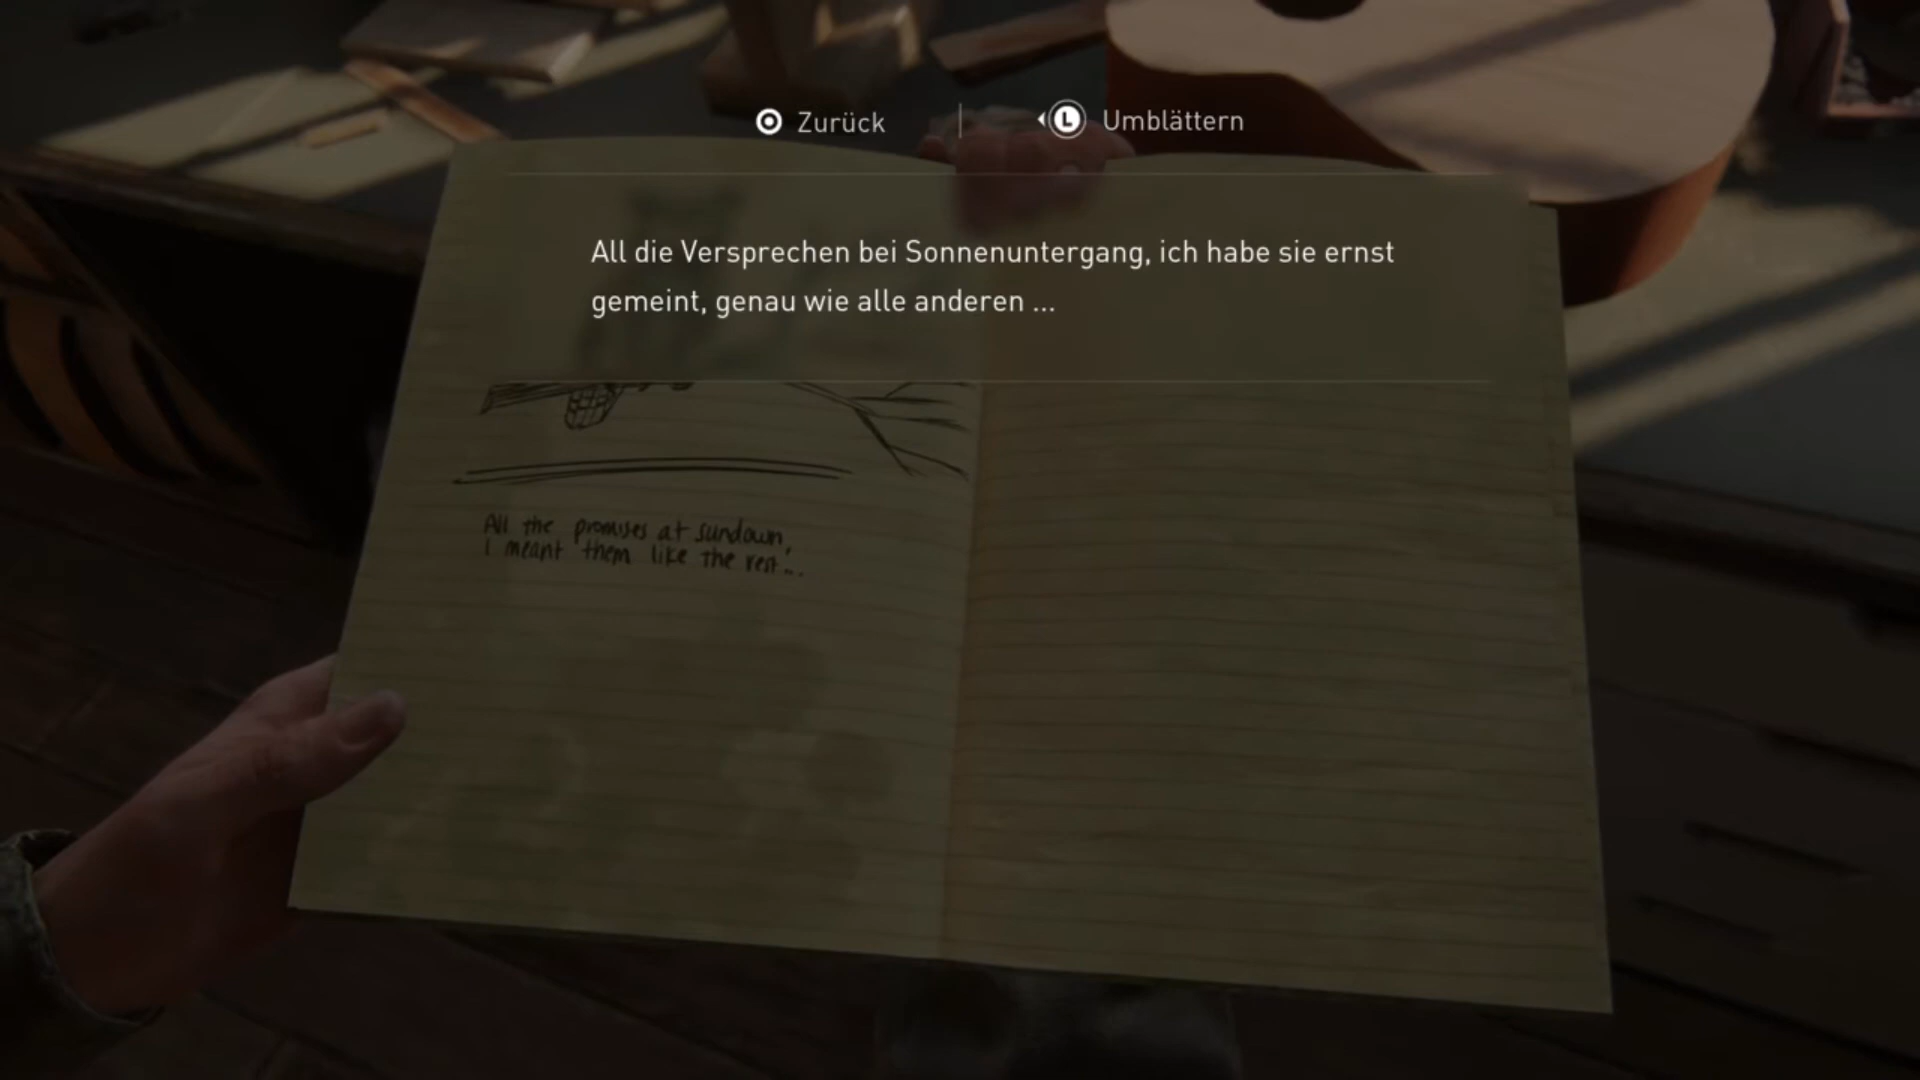 Zurück
L Umblättern
All die Versprechen bei Sonnenuntergang, ich habe sie ernst
gemeint, genau wie alle anderen ...
All the promises at sundown,
I meant them like the rest...